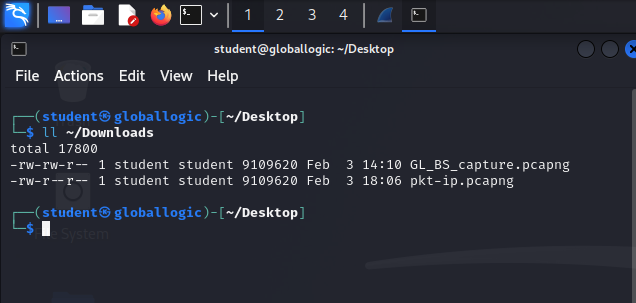 1 2 3 4
student@globallogic: ~/Desktop
File Actions Edit View Help
┌──(student㉿globallogic)-[~/Desktop]
└─$ ll ~/Downloads
total 17800
-rw-rw-r-- 1 student student 9109620 Feb  3 14:10 GL_BS_capture.pcapng
-rw-r--r-- 1 student student 9109620 Feb  3 18:06 pkt-ip.pcapng
┌──(student㉿globallogic)-[~/Desktop]
└─$
File System